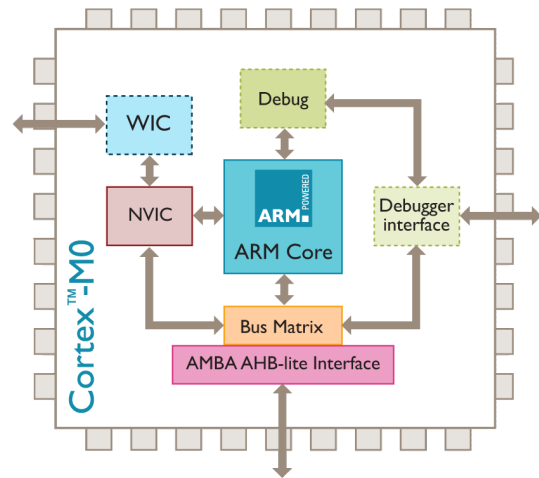 WIC
Debug
NVIC
ARM
POWERED
ARM Core
Debugger
interface
Bus Matrix
AMBA AHB-lite Interface
Cortex™-M0